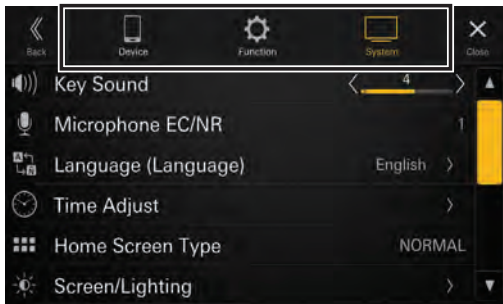 Back Device Function System Close
Key Sound 4
Microphone EC/NR 1
Language (Language) English
Time Adjust
Home Screen Type NORMAL
Screen/Lighting